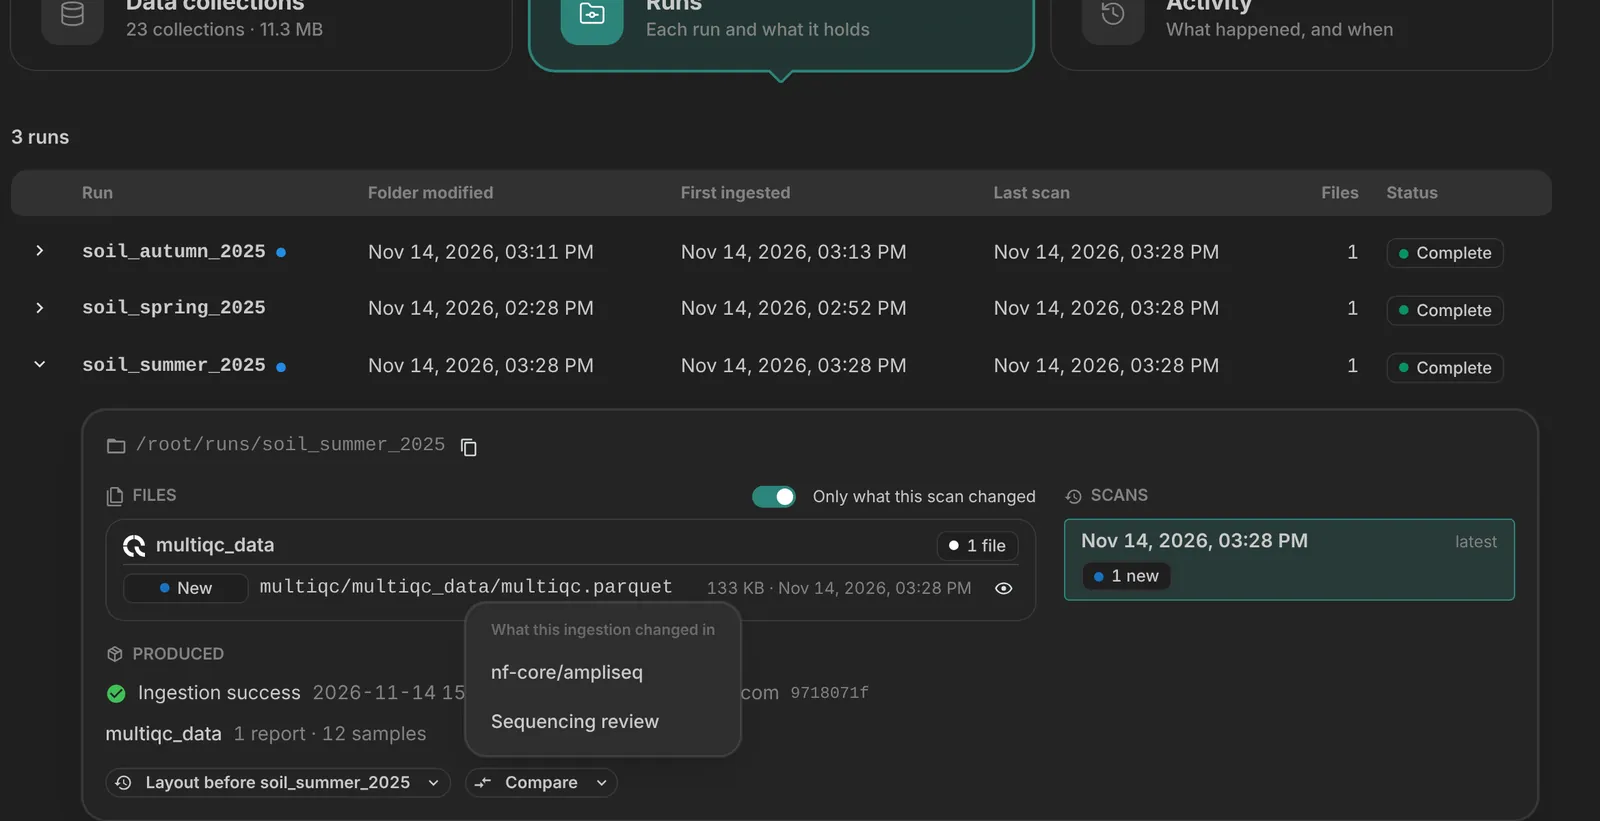 Data collections
23 collections · 11.3 MB
Runs
Each run and what it holds
Activity
What happened, and when
3 runs
Run Folder modified First ingested Last scan Files Status
soil_autumn_2025 Nov 14, 2026, 03:11 PM Nov 14, 2026, 03:13 PM Nov 14, 2026, 03:28 PM 1 Complete
soil_spring_2025 Nov 14, 2026, 02:28 PM Nov 14, 2026, 02:52 PM Nov 14, 2026, 03:28 PM 1 Complete
soil_summer_2025 Nov 14, 2026, 03:28 PM Nov 14, 2026, 03:28 PM Nov 14, 2026, 03:28 PM 1 Complete
/root/runs/soil_summer_2025
FILES Only what this scan changed
multiqc_data 1 file
New multiqc/multiqc_data/multiqc.parquet 133 KB · Nov 14, 2026, 03:28 PM
SCANS
Nov 14, 2026, 03:28 PM latest
1 new
What this ingestion changed in
nf-core/ampliseq
Sequencing review
PRODUCED
Ingestion success 2026-11-14 15 com 9718071f
multiqc_data 1 report · 12 samples
Layout before soil_summer_2025 Compare